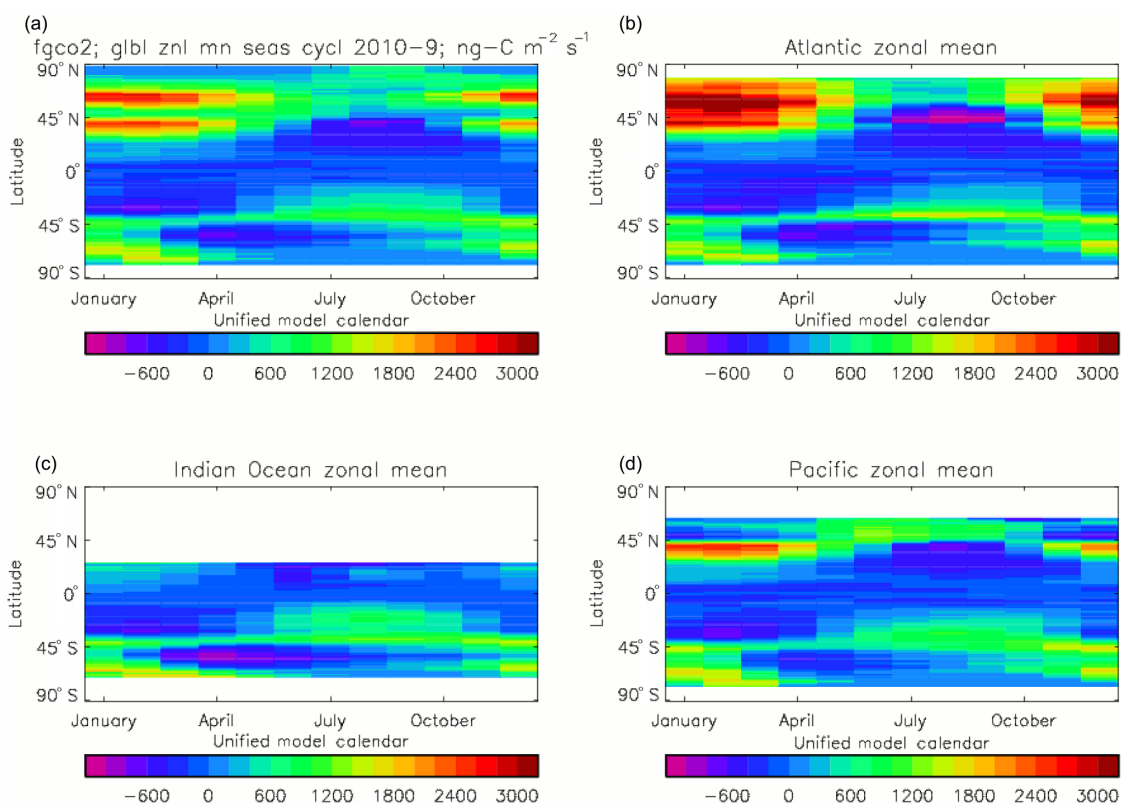 (a)
fgco2; glbl znl mn seas cycl 2010-9; ng-C m⁻² s⁻¹
90° N
45° N
0°
45° S
90° S
Latitude
January April July October
Unified model calendar
-600 0 600 1200 1800 2400 3000
(b)
Atlantic zonal mean
90° N
45° N
0°
45° S
90° S
Latitude
January April July October
Unified model calendar
-600 0 600 1200 1800 2400 3000
(c)
Indian Ocean zonal mean
90° N
45° N
0°
45° S
90° S
Latitude
January April July October
Unified model calendar
-600 0 600 1200 1800 2400 3000
(d)
Pacific zonal mean
90° N
45° N
0°
45° S
90° S
Latitude
January April July October
Unified model calendar
-600 0 600 1200 1800 2400 3000